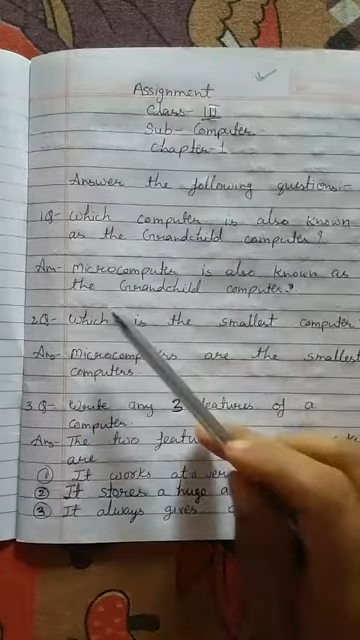 Assignment
Class- III
Sub- Computer
Chapter-1
Answer the following questions:-
1Q- Which computer is also known
as the Grandchild computer?
Ans- Microcomputer is also known as
the Grandchild computer?
2Q- Which is the smallest computer
Ans- Microcomputers are the smallest
computers
3Q- Write any 3 features of a
computer
Ans- The two
are
① It works at a
② It stores a huge
③ It always gives